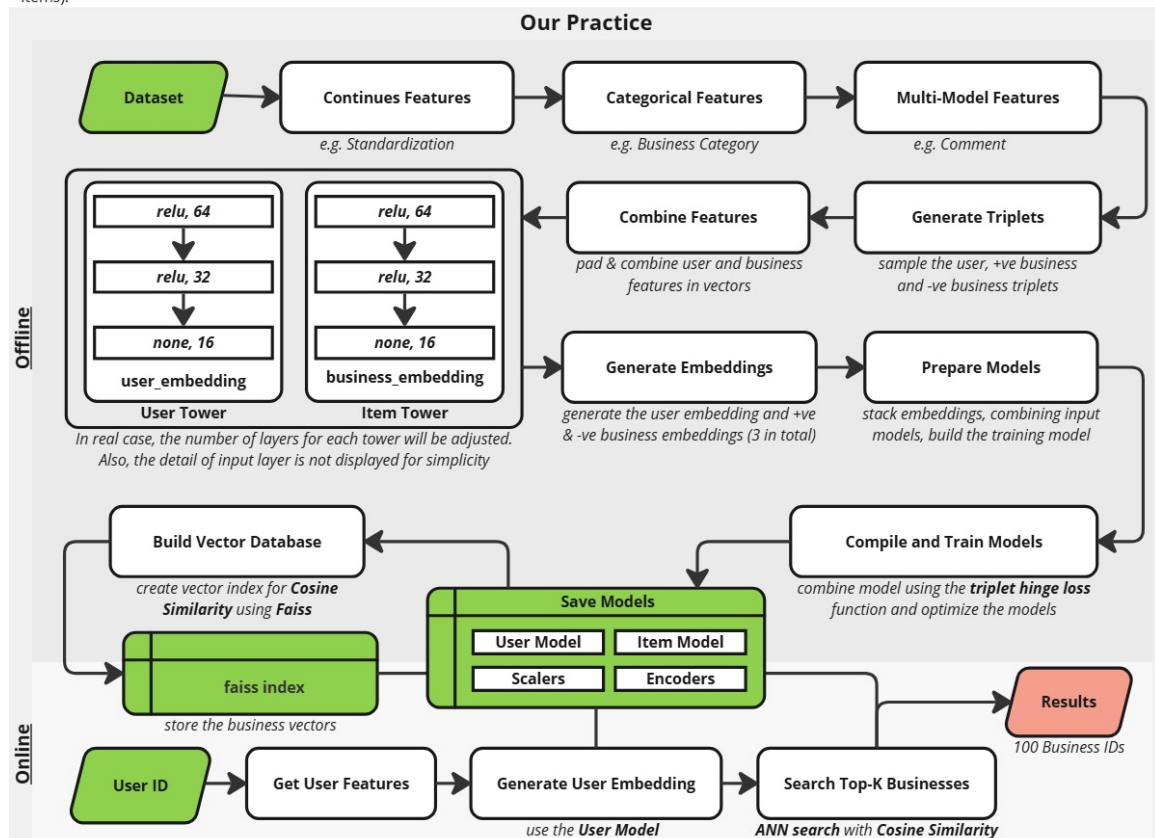 items).
Our Practice
Offline
Dataset
Continues Features
e.g. Standardization
Categorical Features
e.g. Business Category
Multi-Model Features
e.g. Comment
Generate Triplets
sample the user, +ve business
and -ve business triplets
Combine Features
pad & combine user and business
features in vectors
relu, 64
relu, 32
none, 16
user_embedding
User Tower
relu, 64
relu, 32
none, 16
business_embedding
Item Tower
In real case, the number of layers for each tower will be adjusted.
Also, the detail of input layer is not displayed for simplicity
Generate Embeddings
generate the user embedding and +ve
& -ve business embeddings (3 in total)
Prepare Models
stack embeddings, combining input
models, build the training model
Compile and Train Models
combine model using the triplet hinge loss
function and optimize the models
Save Models
User Model
Item Model
Scalers
Encoders
Build Vector Database
create vector index for Cosine
Similarity using Faiss
faiss index
store the business vectors
Online
User ID
Get User Features
Generate User Embedding
use the User Model
Search Top-K Businesses
ANN search with Cosine Similarity
Results
100 Business IDs